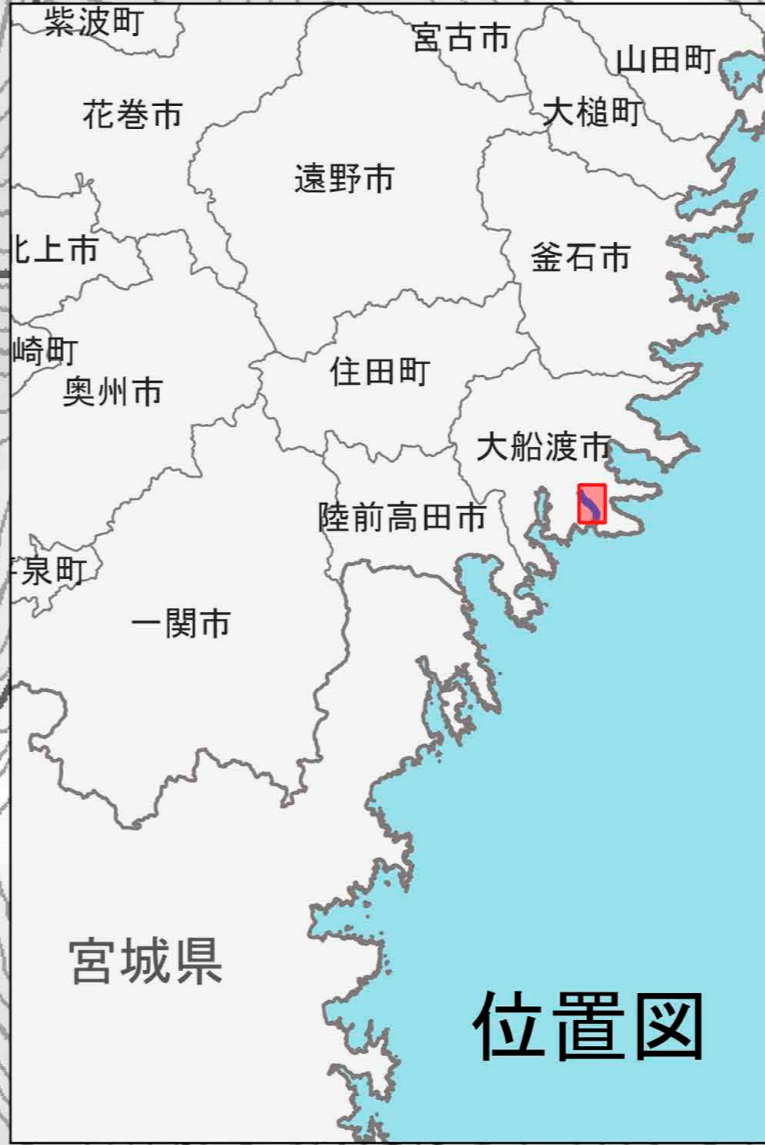 紫波町
宮古市
山田町
花巻市
大槌町
遠野市
北上市
釜石市
崎町
住田町
奥州市
大船渡市
陸前高田市
泉町
一関市
宮城県
位置図